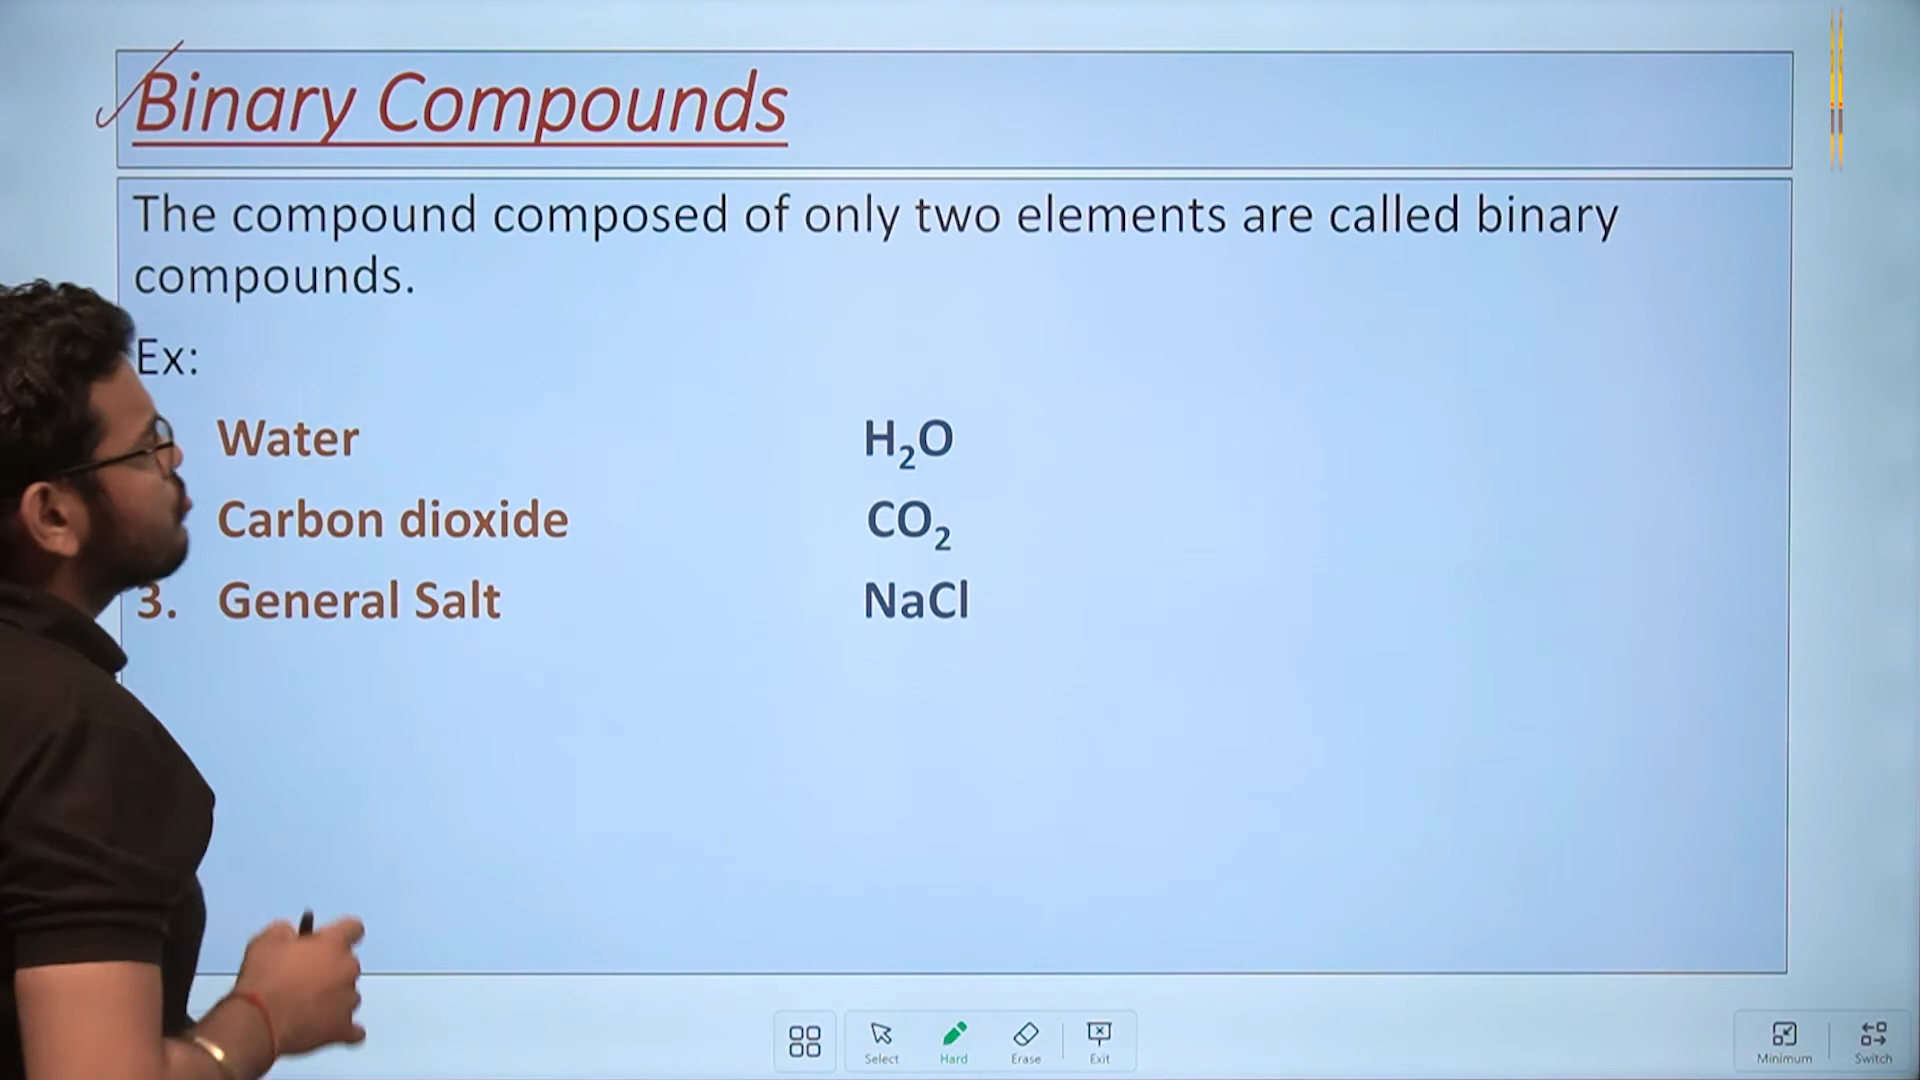 Binary Compounds
The compound composed of only two elements are called binary
compounds.
Ex:
Water H₂O
Carbon dioxide CO₂
3. General Salt NaCl
Select Hard Erase Exit Minimum Switch